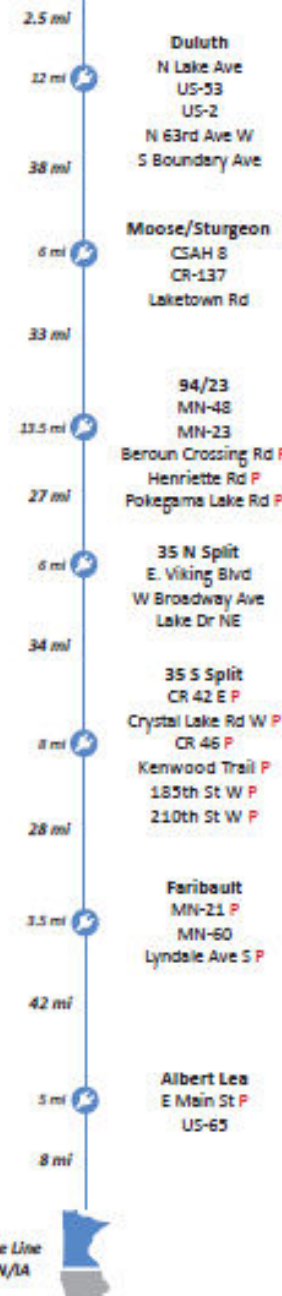 2.5 mi
Duluth
12 mi
N Lake Ave
US-53
US-2
N 63rd Ave W
S Boundary Ave
38 mi
Moose/Sturgeon
6 mi
CSAH 8
CR-137
Laketown Rd
33 mi
94/23
MN-48
13.5 mi
MN-23
Beroun Crossing Rd P
Henriette Rd P
27 mi
Pokegama Lake Rd P
35 N Split
6 mi
E. Viking Blvd
W Broadway Ave
Lake Dr NE
34 mi
35 S Split
CR 42 E P
Crystal Lake Rd W P
8 mi
CR 46 P
Kenwood Trail P
185th St W P
210th St W P
28 mi
Faribault
MN-21 P
3.5 mi
MN-60
Lyndale Ave S P
42 mi
Albert Lea
5 mi
E Main St P
US-65
8 mi
e Line
N/IA